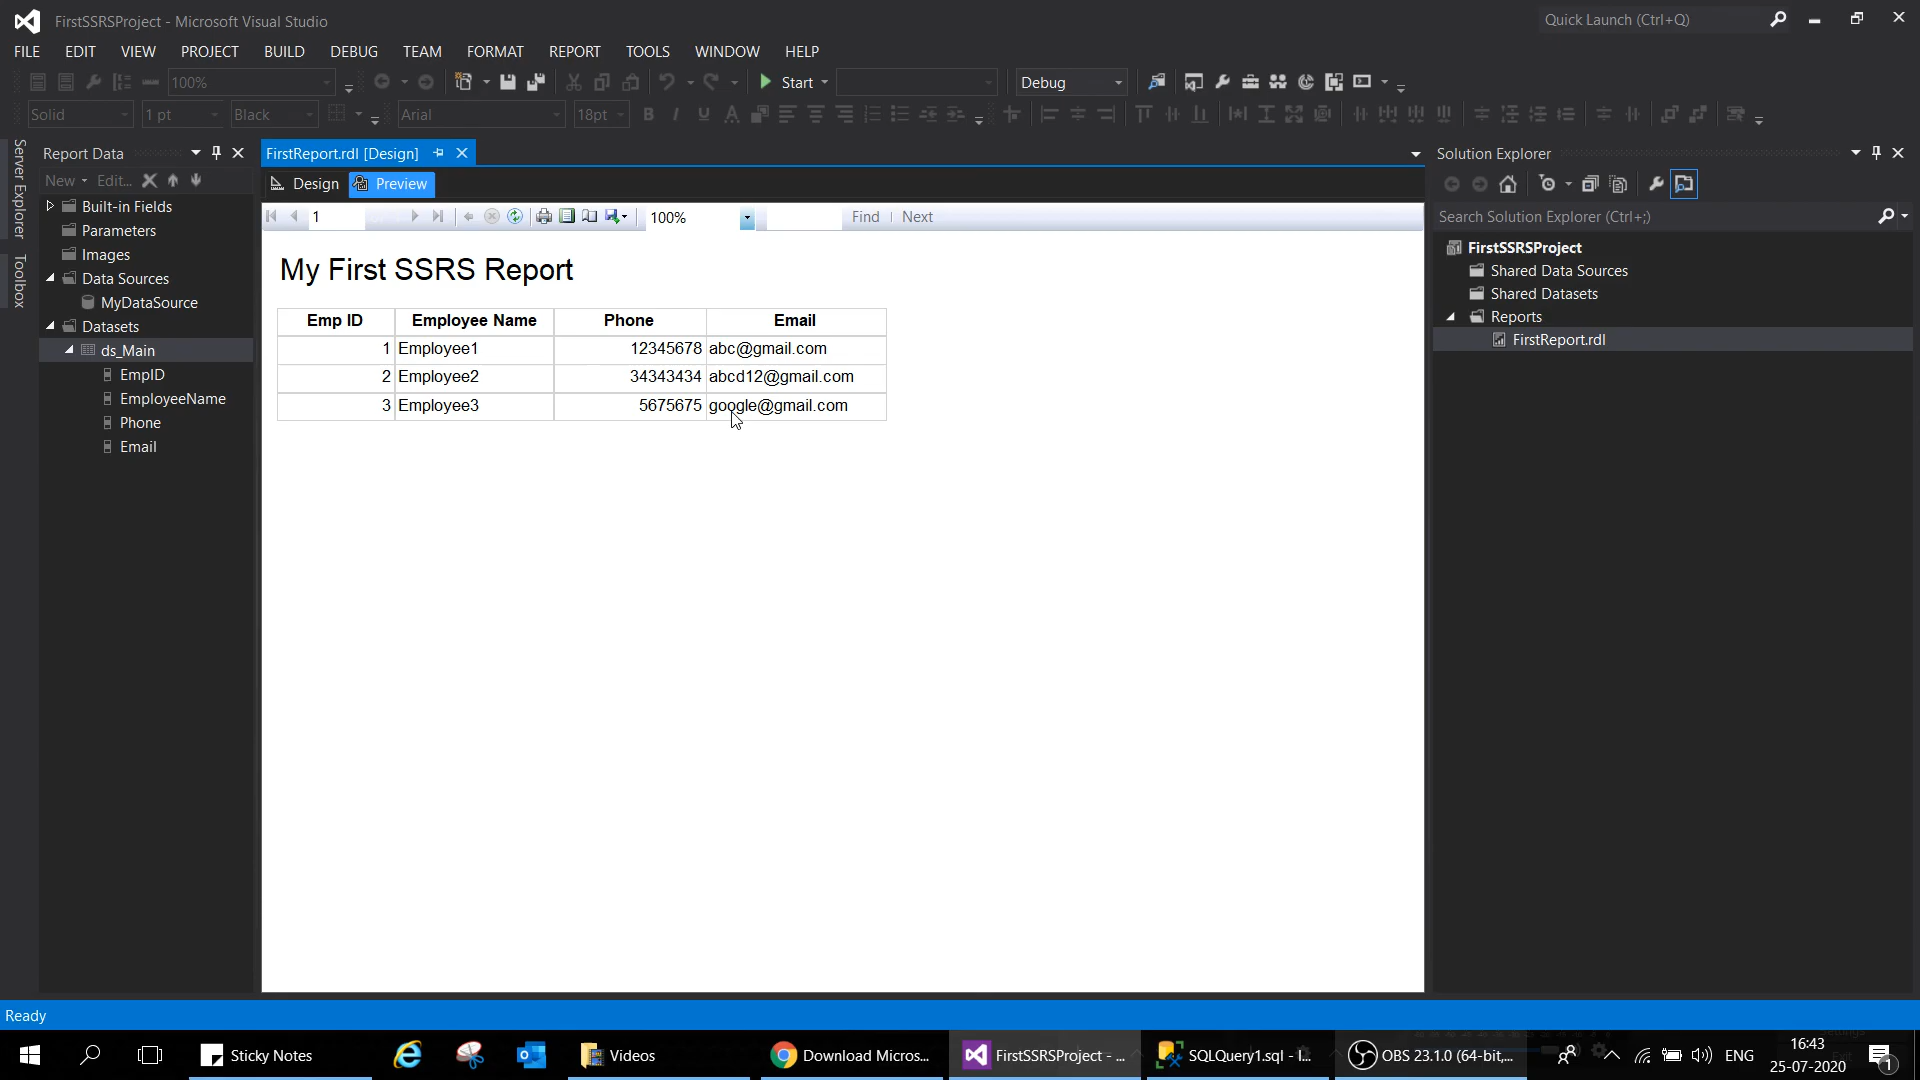 FirstSSRSProject - Microsoft Visual Studio
Quick Launch (Ctrl+Q)
FILE EDIT VIEW PROJECT BUILD DEBUG TEAM FORMAT REPORT TOOLS WINDOW HELP
100% Start Debug
Solid 1 pt Black Arial 18pt
Server Explorer
Toolbox
Report Data
New Edit...
Built-in Fields
Parameters
Images
Data Sources
MyDataSource
Datasets
ds_Main
EmpID
EmployeeName
Phone
Email
FirstReport.rdl [Design]
Design Preview
1 100% Find Next
My First SSRS Report
Emp ID Employee Name Phone Email
1 Employee1 12345678 abc@gmail.com
2 Employee2 34343434 abcd12@gmail.com
3 Employee3 5675675 google@gmail.com
Solution Explorer
Search Solution Explorer (Ctrl+;)
FirstSSRSProject
Shared Data Sources
Shared Datasets
Reports
FirstReport.rdl
Ready
Sticky Notes Videos Download Micros... FirstSSRSProject - ... SQLQuery1.sql - l... OBS 23.1.0 (64-bit,... ENG
16:43
25-07-2020
1